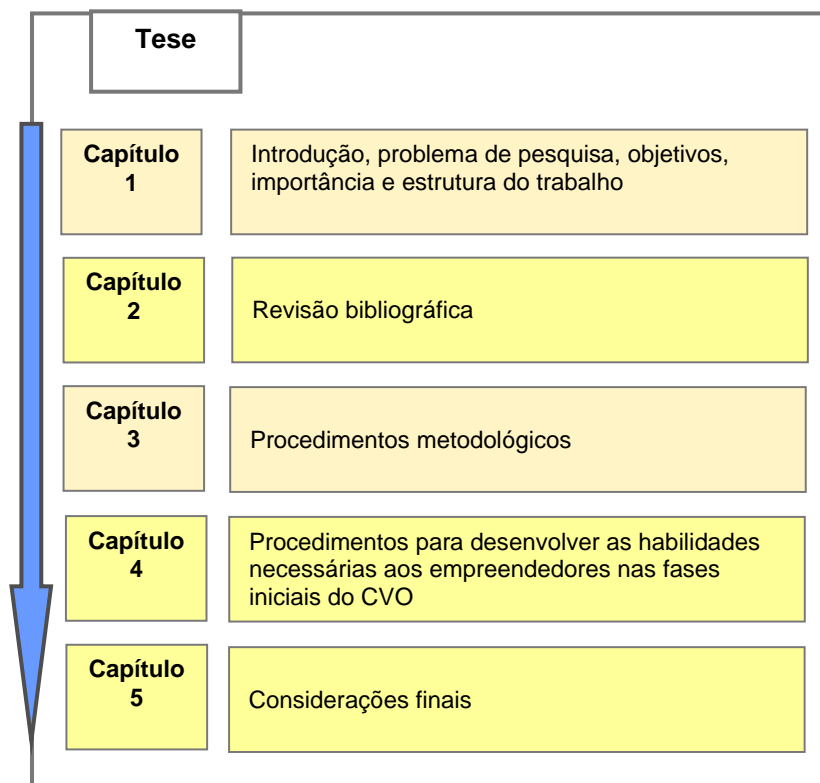 Tese
Capítulo
1
Introdução, problema de pesquisa, objetivos,
importância e estrutura do trabalho
Capítulo
2
Revisão bibliográfica
Capítulo
3
Procedimentos metodológicos
Capítulo
4
Procedimentos para desenvolver as habilidades
necessárias aos empreendedores nas fases
iniciais do CVO
Capítulo
5
Considerações finais